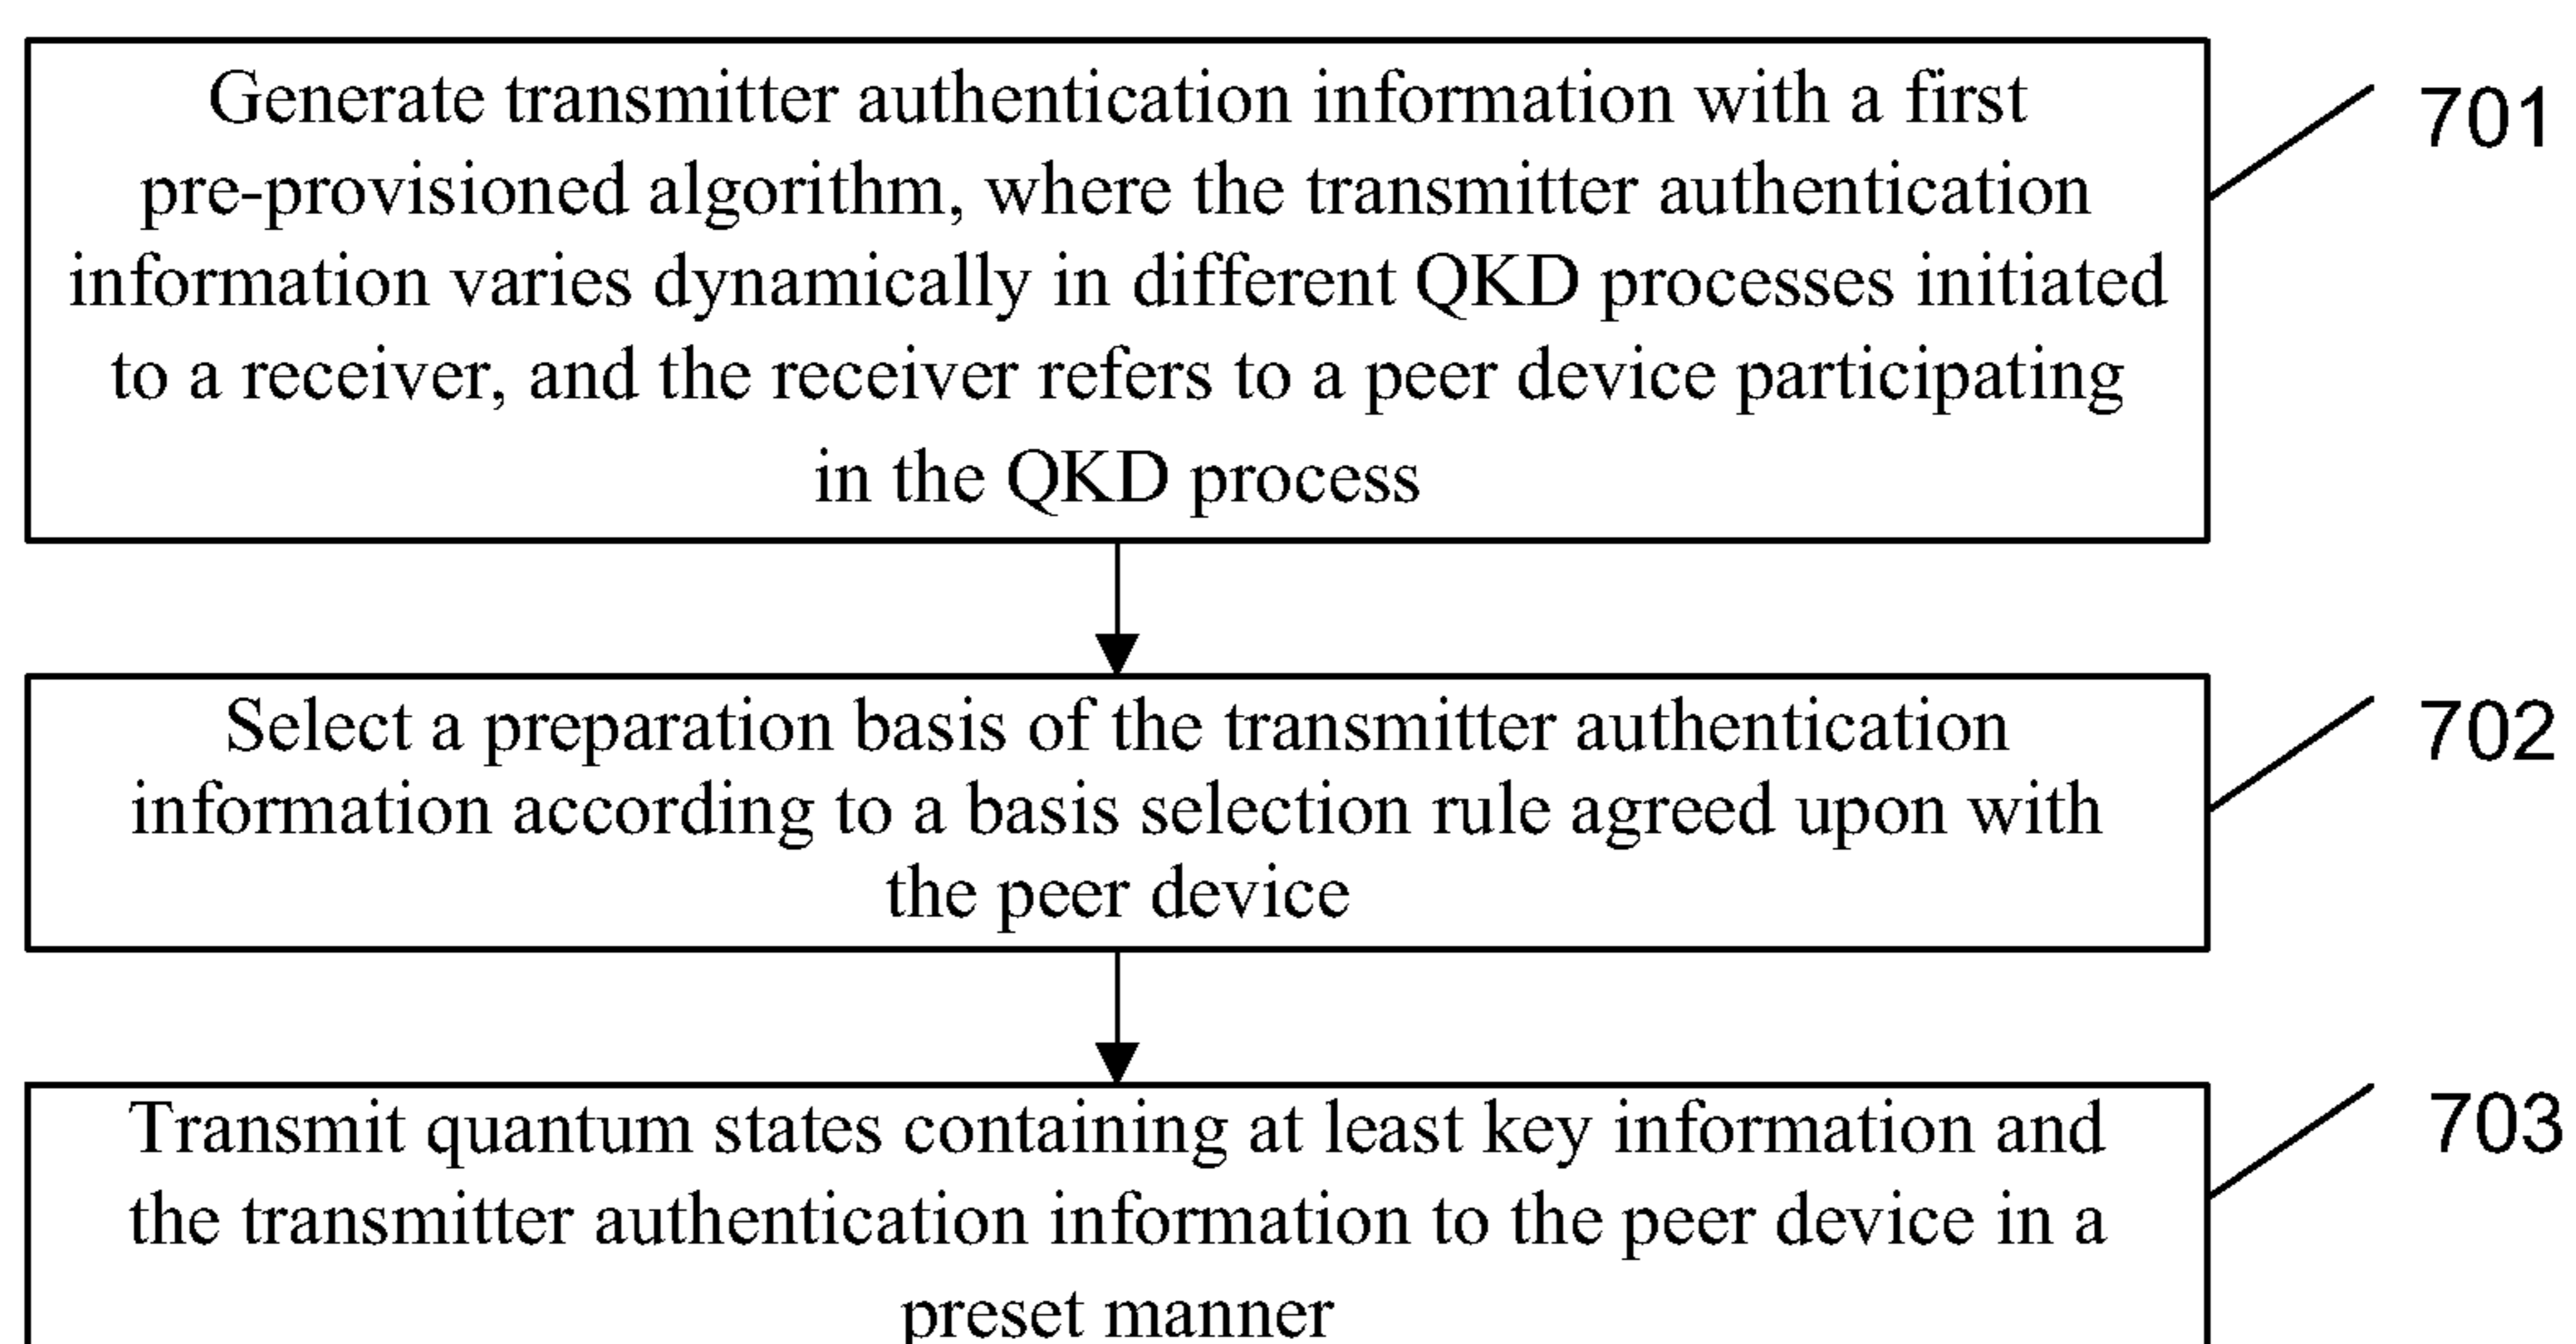 Generate transmitter authentication information with a first
pre-provisioned algorithm, where the transmitter authentication
information varies dynamically in different QKD processes initiated
to a receiver, and the receiver refers to a peer device participating
in the QKD process
701
Select a preparation basis of the transmitter authentication
information according to a basis selection rule agreed upon with
the peer device
702
Transmit quantum states containing at least key information and
the transmitter authentication information to the peer device in a
preset manner
703